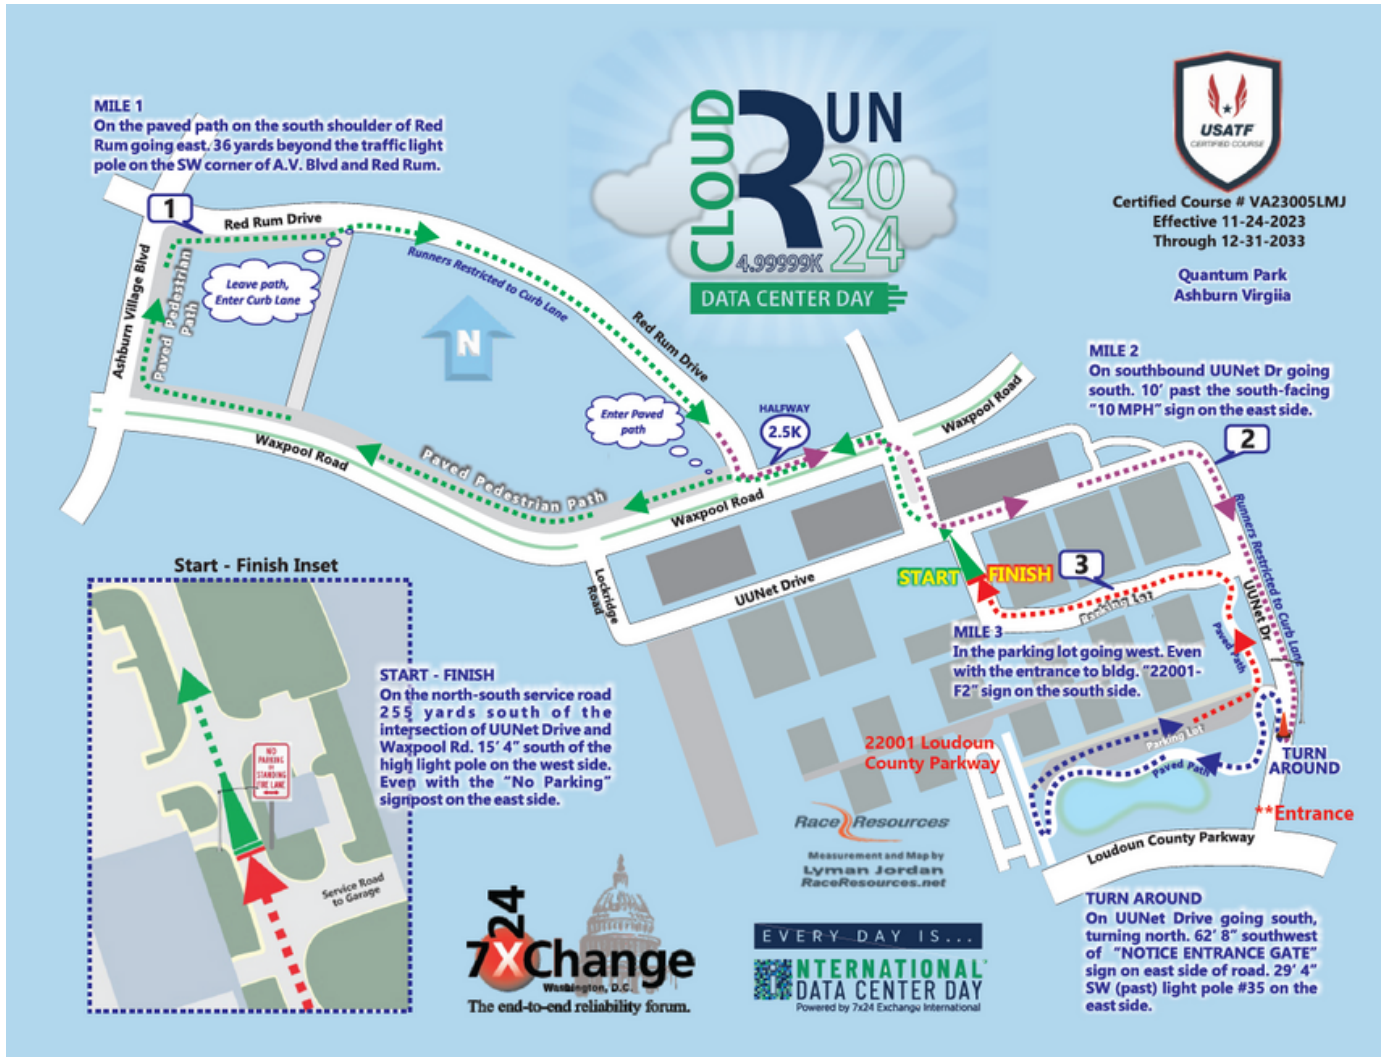 MILE 1
On the paved path on the south shoulder of Red
Rum going east. 36 yards beyond the traffic light
pole on the SW corner of A.V. Blvd and Red Rum.
CLOUD
RUN
20
24
4.99999K
DATA CENTER DAY
USATF
CERTIFIED COURSE
Certified Course # VA23005LMJ
Effective 11-24-2023
Through 12-31-2033
Quantum Park
Ashburn Virgiia
1
Red Rum Drive
Ashburn Village Blvd
Paved Pedestrian
Path
Leave path,
Enter Curb Lane
Runners Restricted to Curb Lane
N
Red Rum Drive
MILE 2
On southbound UUNet Dr going
south. 10' past the south-facing
"10 MPH" sign on the east side.
Enter Paved
path
HALFWAY
2.5K
Waxpool Road
2
Waxpool Road
Paved Pedestrian Path
Waxpool Road
Runners Restricted to Curb Lane
Start - Finish Inset
START
FINISH
3
Lockridge
Road
UUNet Drive
Parking Lot
UUNet Dr
Paved Path
MILE 3
In the parking lot going west. Even
with the entrance to bldg. "22001-
F2" sign on the south side.
START - FINISH
On the north-south service road
255 yards south of the
intersection of UUNet Drive and
Waxpool Rd. 15' 4" south of the
high light pole on the west side.
Even with the "No Parking"
signpost on the east side.
NO
PARKING
OR
STANDING
FIRE LANE
Service Road
to Garage
22001 Loudoun
County Parkway
Parking Lot
Paved Path
TURN
AROUND
**Entrance
Loudoun County Parkway
Race Resources
Measurement and Map by
Lyman Jordan
RaceResources.net
TURN AROUND
On UUNet Drive going south,
turning north. 62' 8" southwest
of "NOTICE ENTRANCE GATE"
sign on east side of road. 29' 4"
SW (past) light pole #35 on the
east side.
7x24
XChange
Washington, D.C.
The end-to-end reliability forum.
EVERY DAY IS...
INTERNATIONAL
DATA CENTER DAY
Powered by 7x24 Exchange International